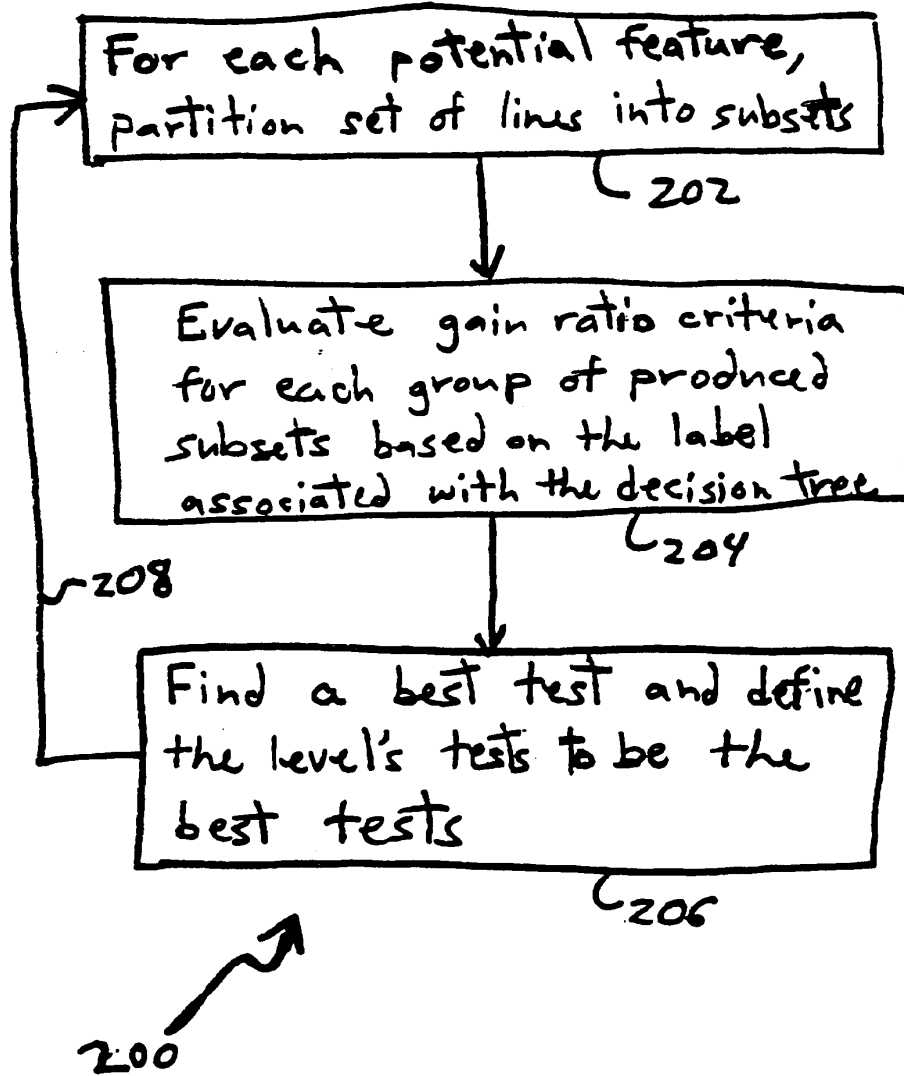 For each potential feature,
partition set of lines into subsets
202
Evaluate gain ratio criteria
for each group of produced
subsets based on the label
associated with the decision tree
204
208
Find a best test and define
the level's tests to be the
best tests
206
200